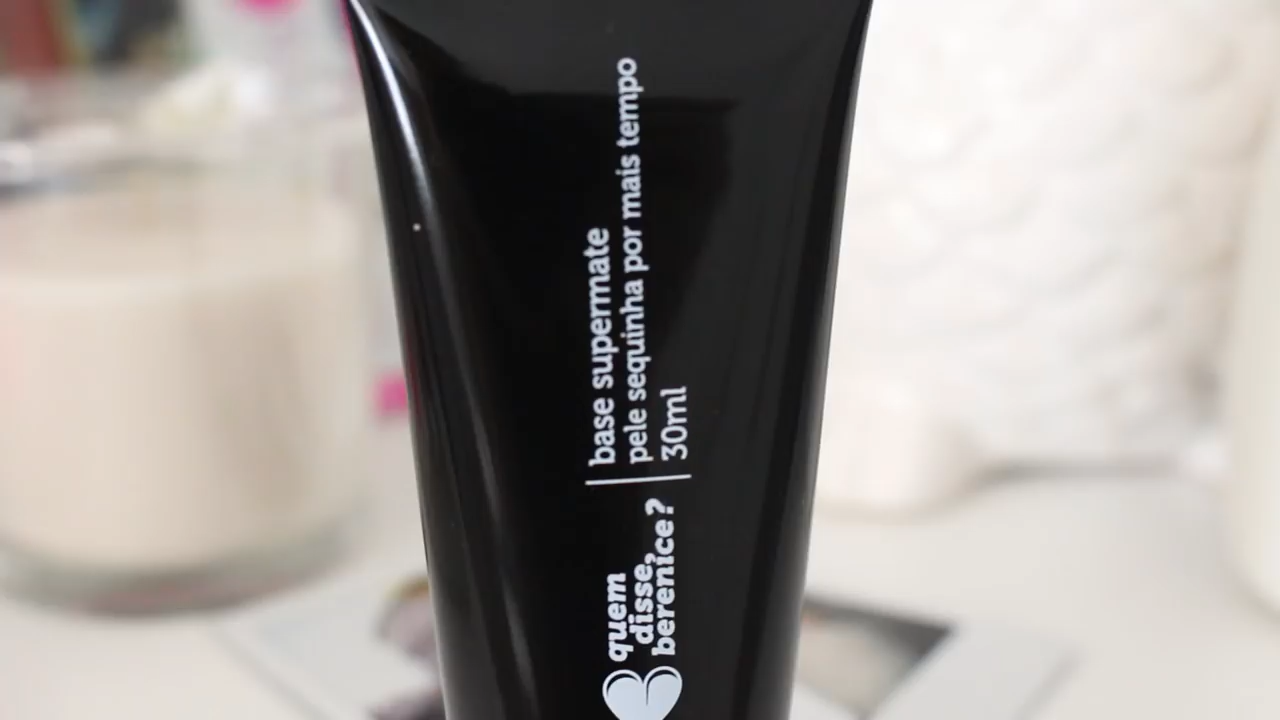 quem
disse,
berenice?
base supermate
pele sequinha por mais tempo
30ml